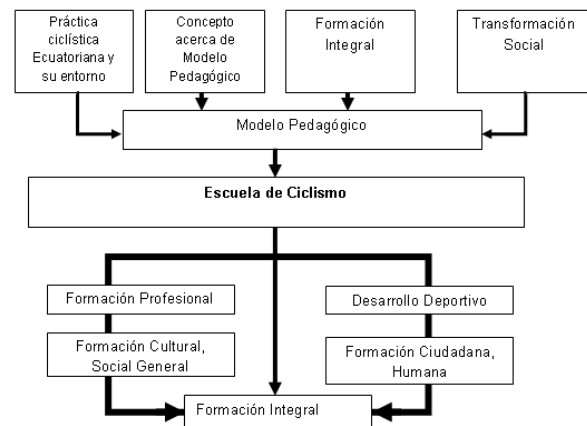 Práctica
ciclística
Ecuatoriana y
su entorno
Concepto
acerca de
Modelo
Pedagógico
Formación
Integral
Transformación
Social
Modelo Pedagógico
Escuela de Ciclismo
Formación Profesional
Desarrollo Deportivo
Formación Cultural,
Social General
Formación Ciudadana,
Humana
Formación Integral